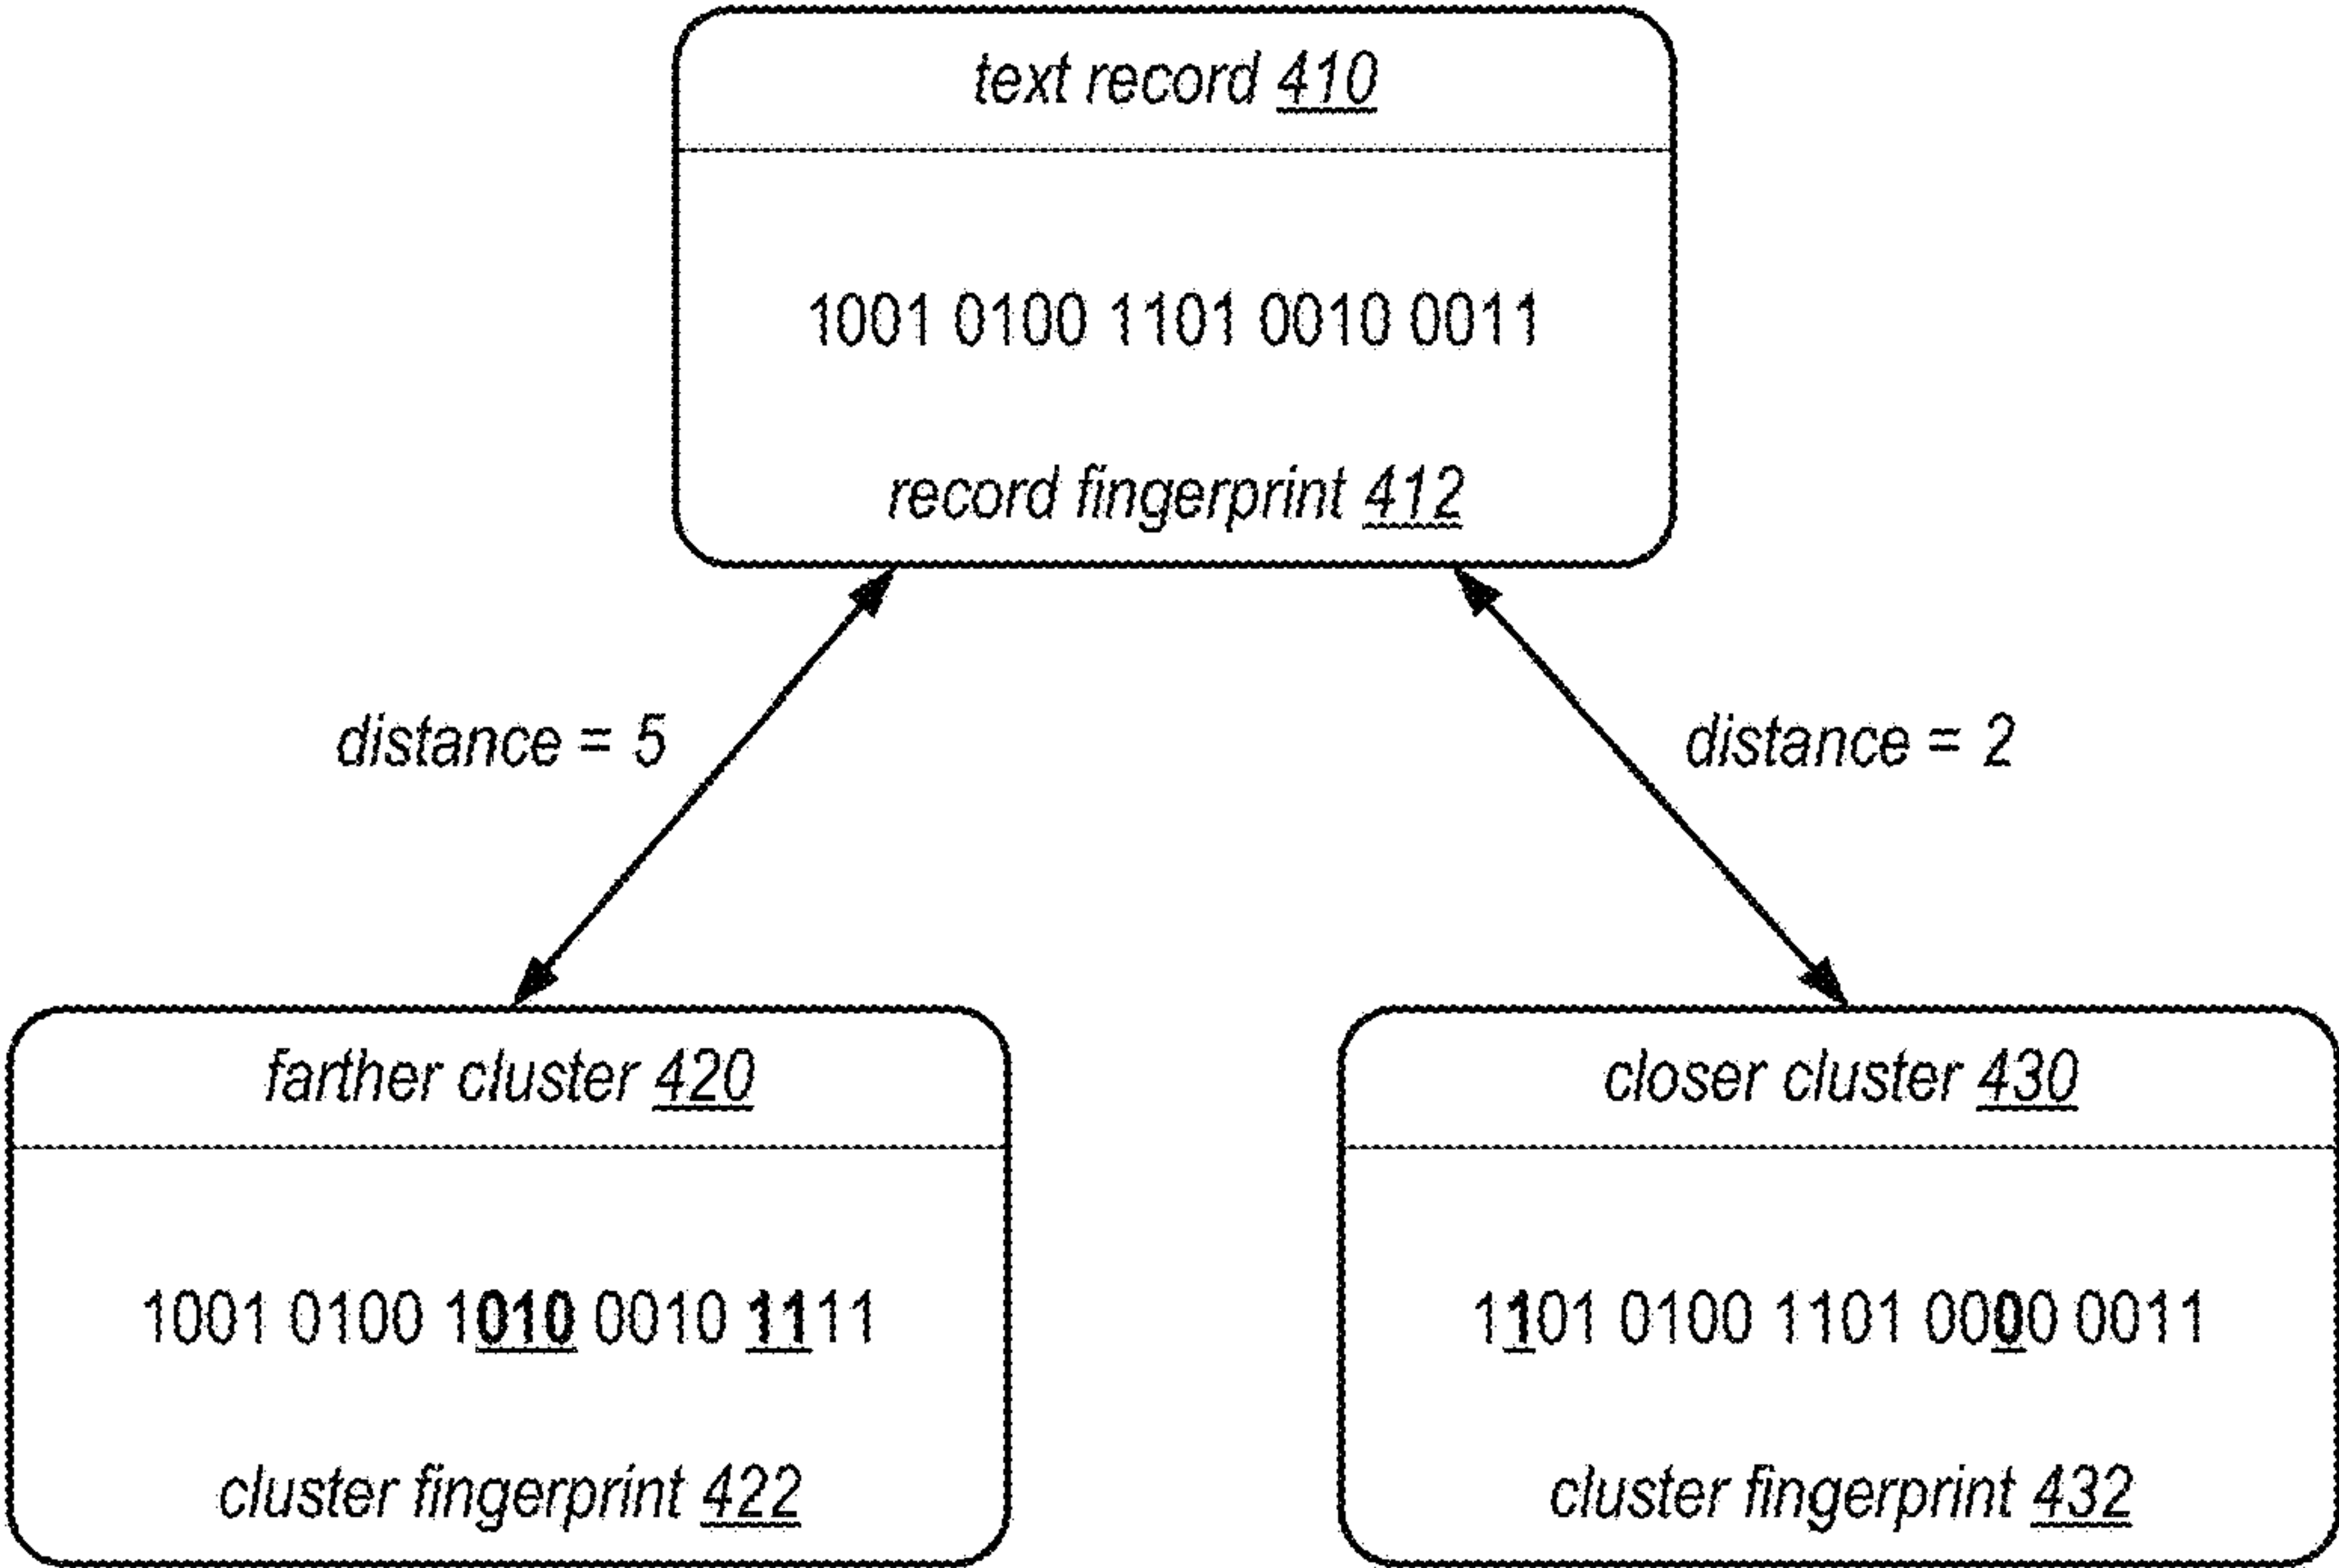 text record 410
1001 0100 1101 0010 0011
record fingerprint 412
distance = 5
distance = 2
farther cluster 420
1001 0100 1010 0010 1111
cluster fingerprint 422
closer cluster 430
1101 0100 1101 0000 0011
cluster fingerprint 432